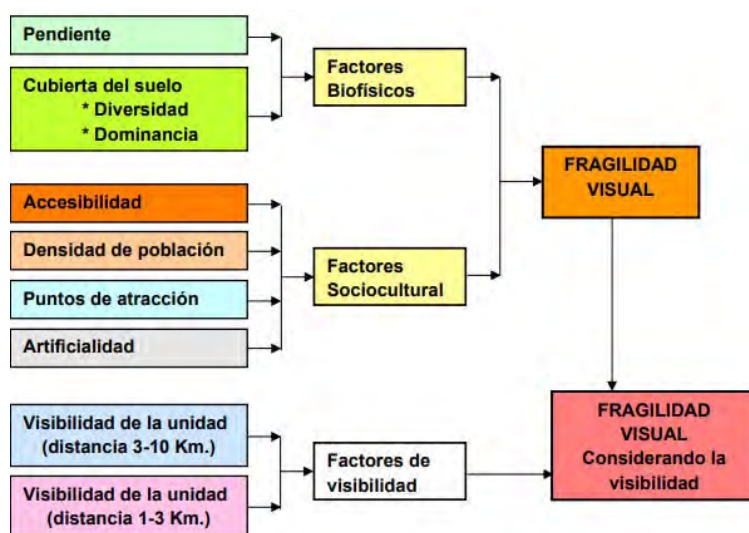 Pendiente
Cubierta del suelo
* Diversidad
* Dominancia
Factores
Biofísicos
Accesibilidad
Densidad de población
Puntos de atracción
Artificialidad
Factores
Sociocultural
FRAGILIDAD
VISUAL
Visibilidad de la unidad
(distancia 3-10 Km.)
Visibilidad de la unidad
(distancia 1-3 Km.)
Factores de
visibilidad
FRAGILIDAD
VISUAL
Considerando la
visibilidad